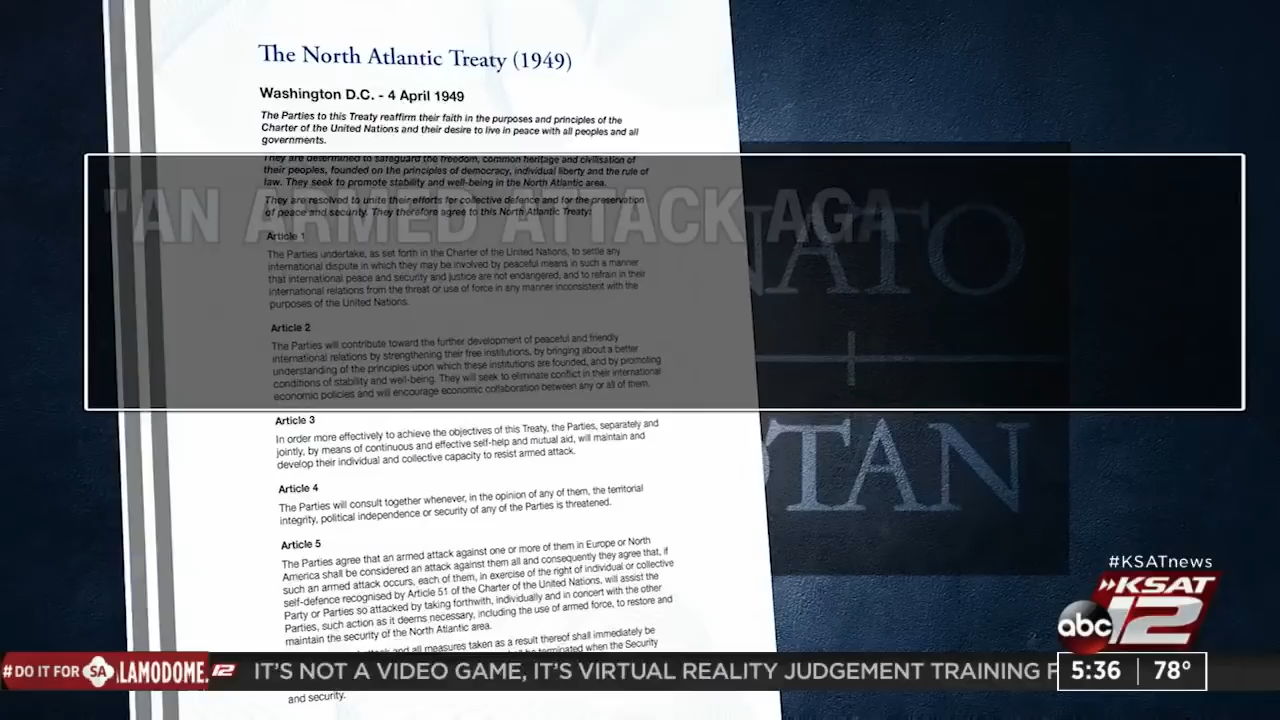 The North Atlantic Treaty (1949)
Washington D.C. - 4 April 1949
The Parties to this Treaty reaffirm their faith in the purposes and principles of the
Charter of the United Nations and their desire to live in peace with all peoples and all
governments.
They are determined to safeguard the freedom, common heritage and civilisation of
their peoples, founded on the principles of democracy, individual liberty and the rule of
law. They seek to promote stability and well-being in the North Atlantic area.
They are resolved to unite their efforts for collective defence and for the preservation
of peace and security. They therefore agree to this North Atlantic Treaty:
"AN ARMED ATTACK AGA
Article 1
The Parties undertake, as set forth in the Charter of the United Nations, to settle any
international dispute in which they may be involved by peaceful means in such a manner
that international peace and security and justice are not endangered, and to refrain in their
international relations from the threat or use of force in any manner inconsistent with the
purposes of the United Nations.
Article 2
The Parties will contribute toward the further development of peaceful and friendly
international relations by strengthening their free institutions, by bringing about a better
understanding of the principles upon which these institutions are founded, and by promoting
conditions of stability and well-being. They will seek to eliminate conflict in their international
economic policies and will encourage economic collaboration between any or all of them.
Article 3
In order more effectively to achieve the objectives of this Treaty, the Parties, separately and
jointly, by means of continuous and effective self-help and mutual aid, will maintain and
develop their individual and collective capacity to resist armed attack.
Article 4
The Parties will consult together whenever, in the opinion of any of them, the territorial
integrity, political independence or security of any of the Parties is threatened.
Article 5
The Parties agree that an armed attack against one or more of them in Europe or North
America shall be considered an attack against them all and consequently they agree that, if
such an armed attack occurs, each of them, in exercise of the right of individual or collective
self-defence recognised by Article 51 of the Charter of the United Nations, will assist the
Party or Parties so attacked by taking forthwith, individually and in concert with the other
Parties, such action as it deems necessary, including the use of armed force, to restore and
maintain the security of the North Atlantic area.
and all measures taken as a result thereof shall immediately be
terminated when the Security
and security.
NATO
OTAN
#KSATnews
KSAT
abc 12
#DO IT FOR SA LAMODOME. 12
IT'S NOT A VIDEO GAME, IT'S VIRTUAL REALITY JUDGEMENT TRAINING F
5:36 78°